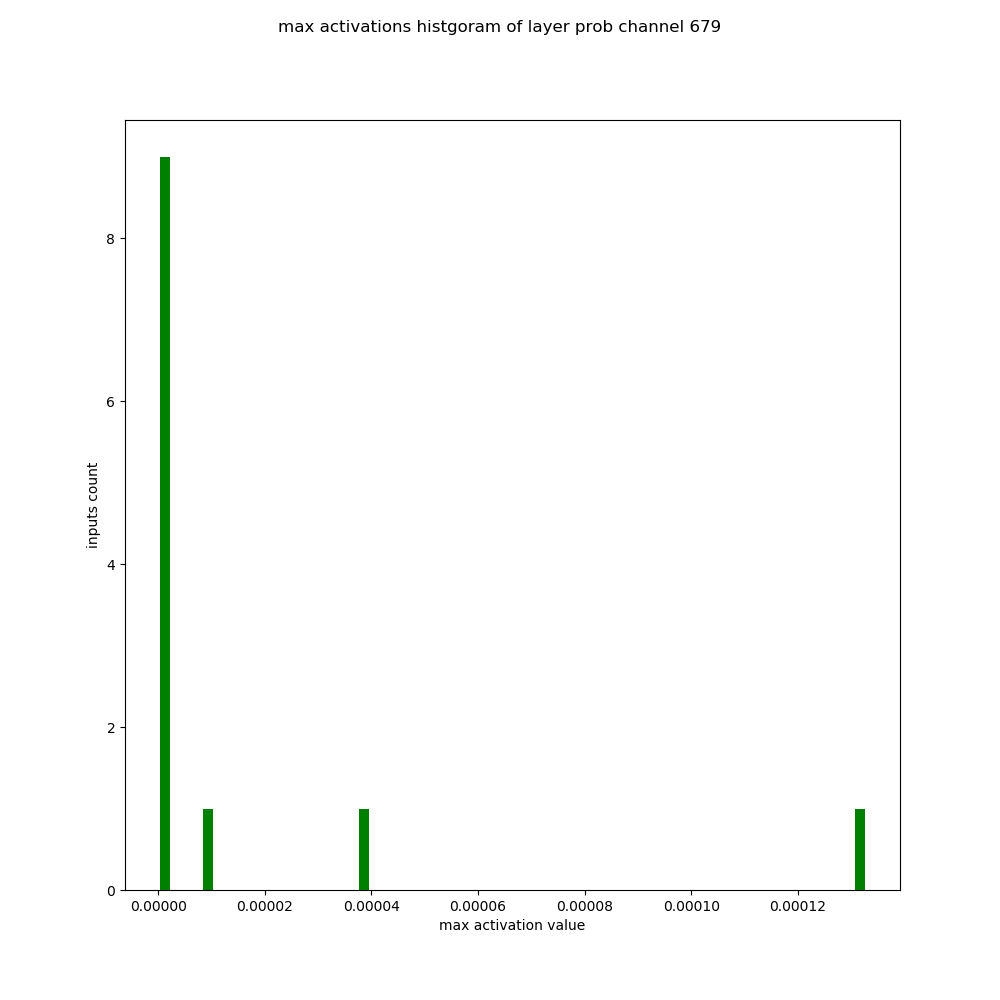 max activations histgoram of layer prob channel 679
8
6
4
2
0
inputs count
0.00000 0.00002 0.00004 0.00006 0.00008 0.00010 0.00012
max activation value